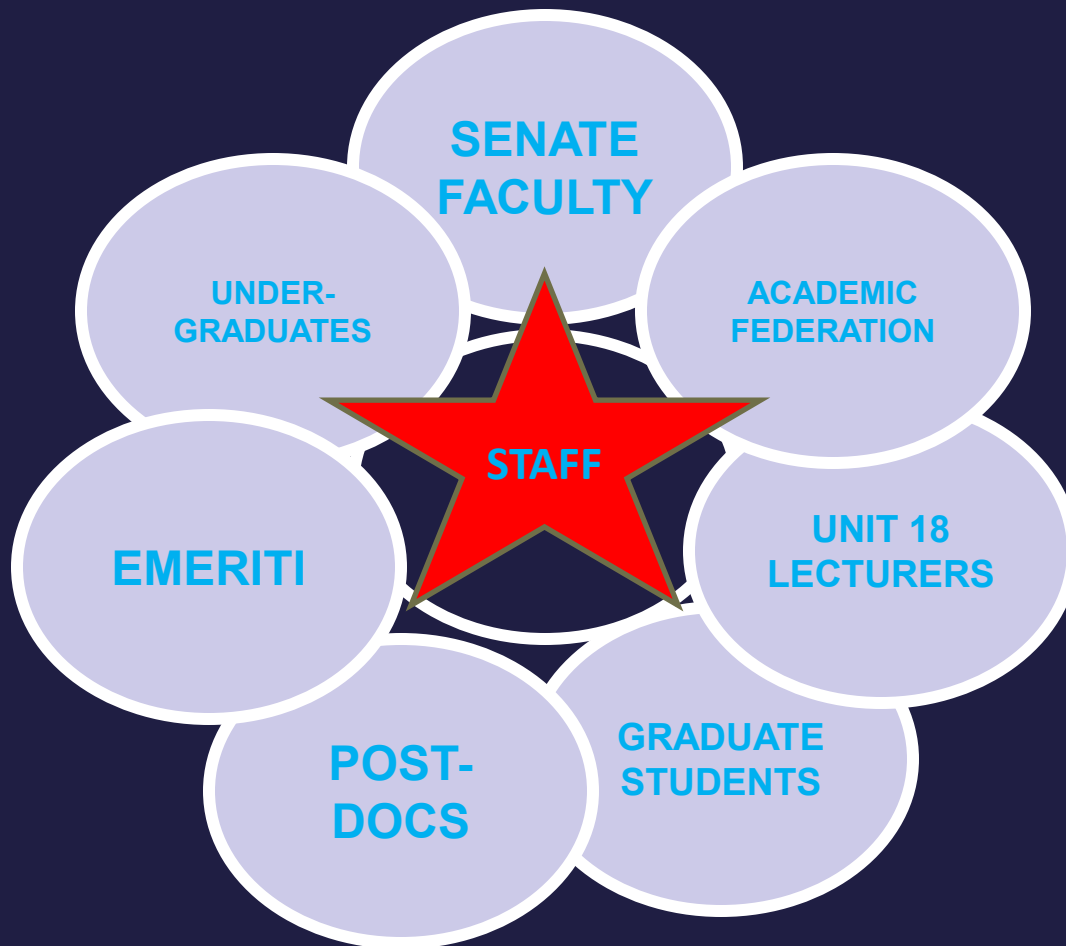 SENATE
FACULTY
UNDER-
GRADUATES
ACADEMIC
FEDERATION
STAFF
EMERITI
UNIT 18
LECTURERS
POST-
DOCS
GRADUATE
STUDENTS